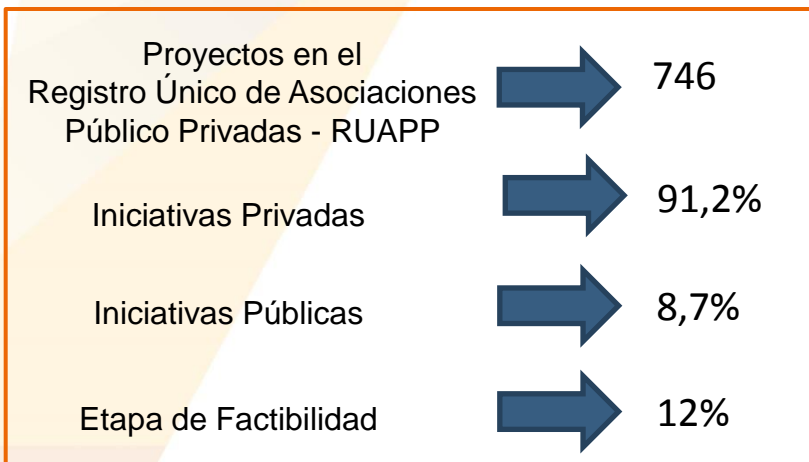 Proyectos en el
Registro Único de Asociaciones
Público Privadas - RUAPP
746
Iniciativas Privadas
91,2%
Iniciativas Públicas
8,7%
Etapa de Factibilidad
12%